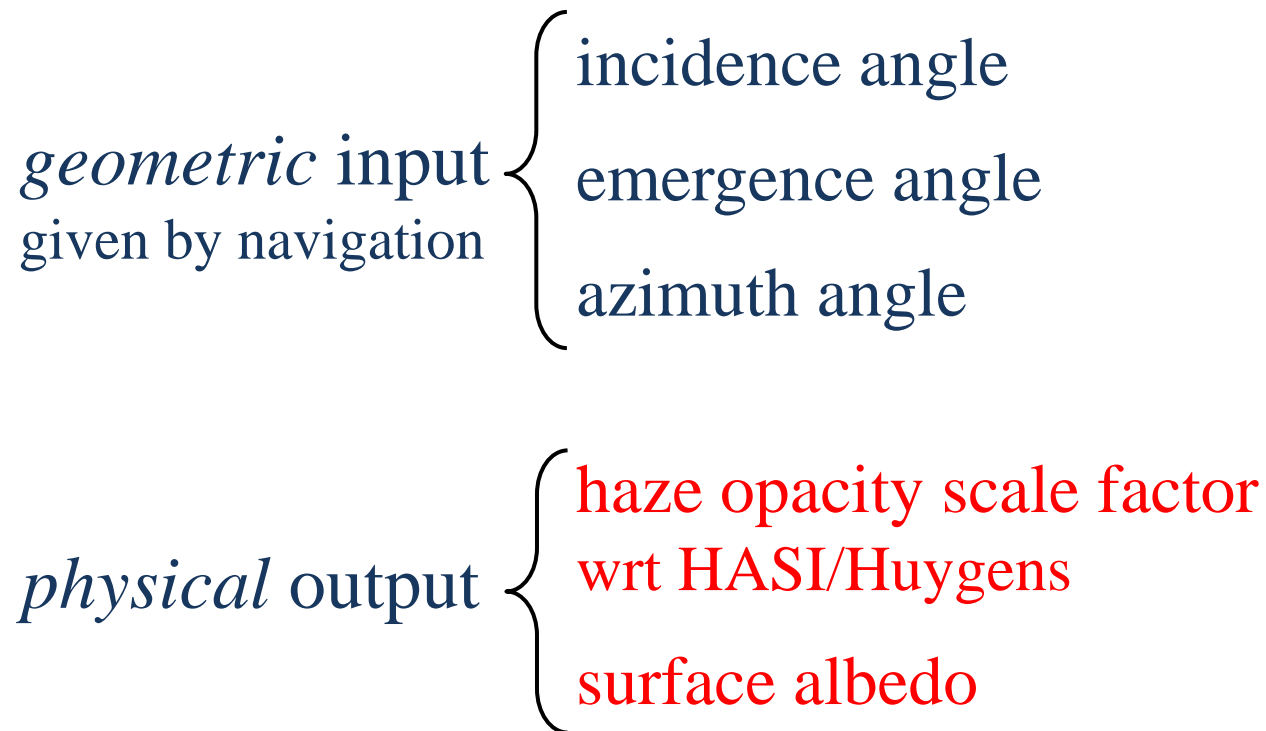 geometric input
given by navigation
incidence angle
emergence angle
azimuth angle
physical output
haze opacity scale factor
wrt HASI/Huygens
surface albedo